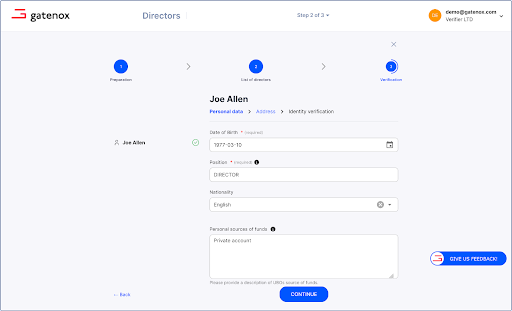 gatenox
Directors
Step 2 of 3
De
demo@gatenox.com
Verifier LTD
1
2
3
Preparation
List of directors
Verification
Joe Allen
Personal data > Address > Identity verification
Joe Allen
Date of Birth * (required)
1977-03-10
Position * (required)
DIRECTOR
Nationality
English
Personal sources of funds
Private account
Please provide a description of UBOs source of funds.
← Back
CONTINUE
GIVE US FEEDBACK!